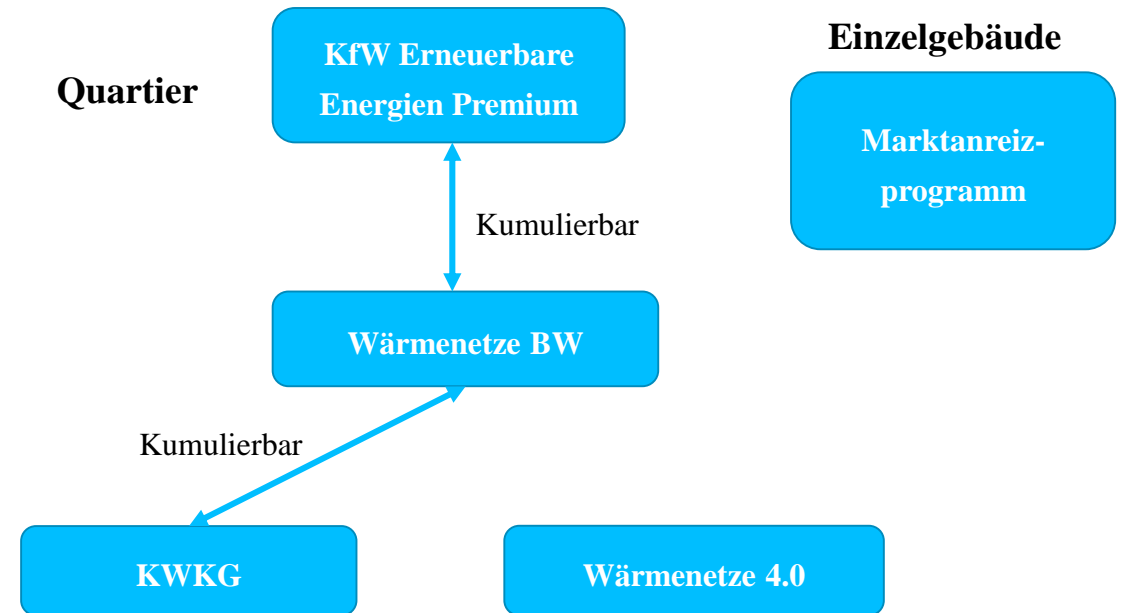 Quartier
KfW Erneuerbare
Energien Premium
Einzelgebäude
Marktanreiz-
programm
Kumulierbar
Wärmenetze BW
Kumulierbar
KWKG
Wärmenetze 4.0